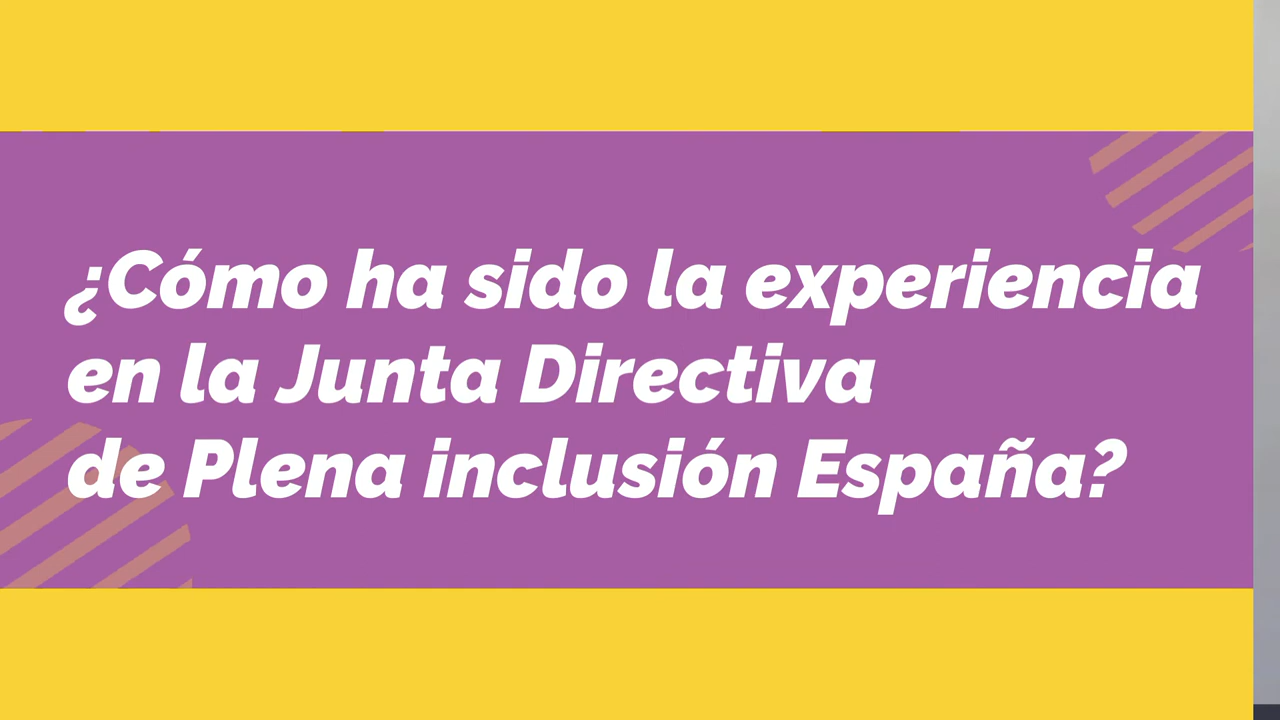 ¿Cómo ha sido la experiencia
en la Junta Directiva
de Plena inclusión España?